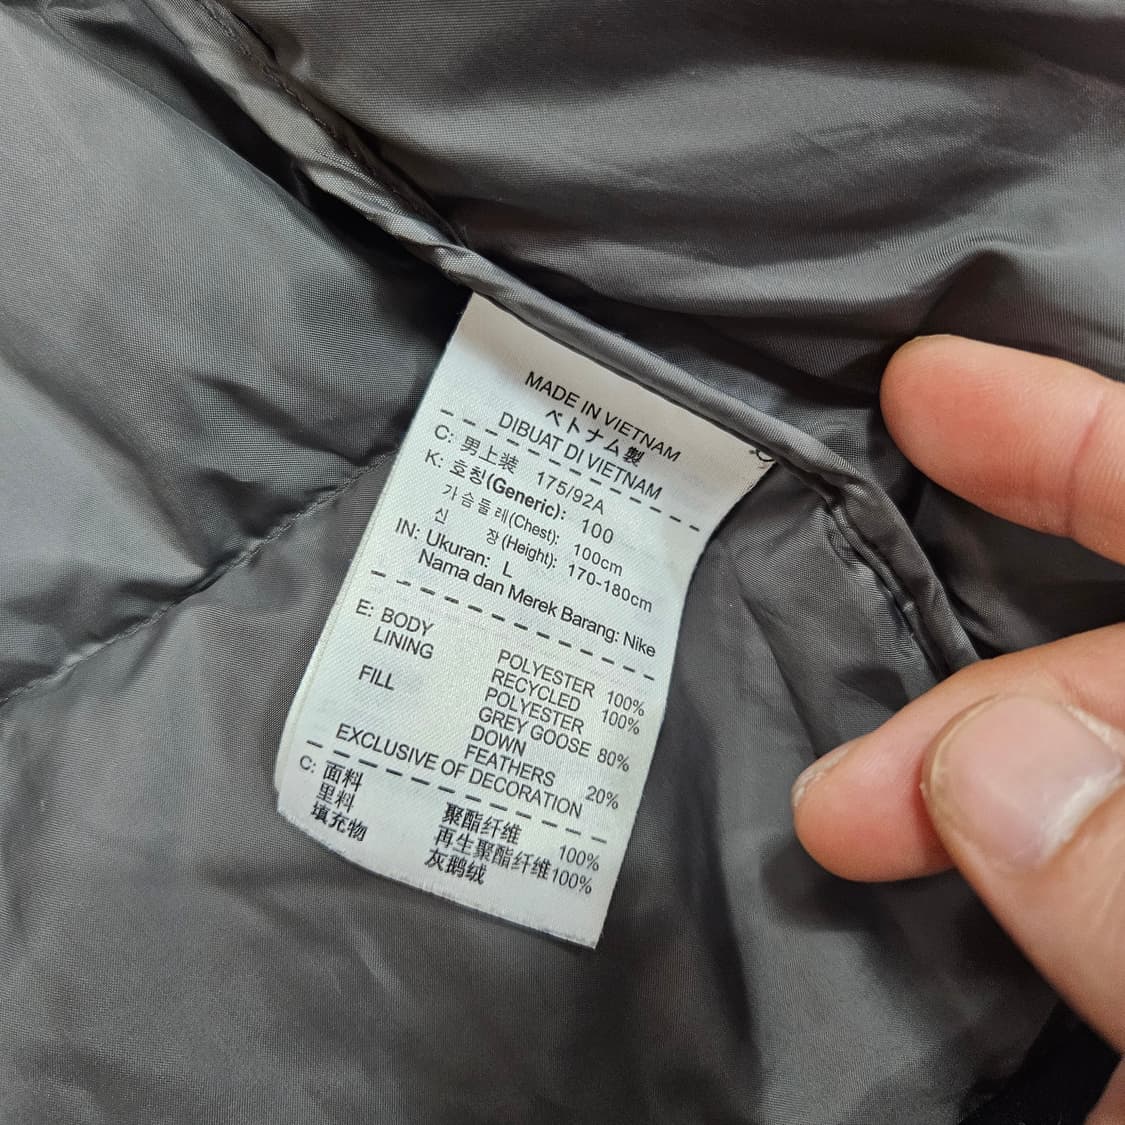 MADE IN VIETNAM
ベトナム製
DIBUAT DI VIETNAM
C: 男上装 175/92A
K: 호칭(Generic): 100
가슴둘레(Chest): 100cm
신 장(Height): 170-180cm
IN: Ukuran: L
Nama dan Merek Barang: Nike
E: BODY POLYESTER 100%
LINING RECYCLED POLYESTER 100%
FILL GREY GOOSE DOWN 80%
FEATHERS 20%
EXCLUSIVE OF DECORATION
C: 面料 聚酯纤维 100%
里料 再生聚酯纤维 100%
填充物 灰鹅绒